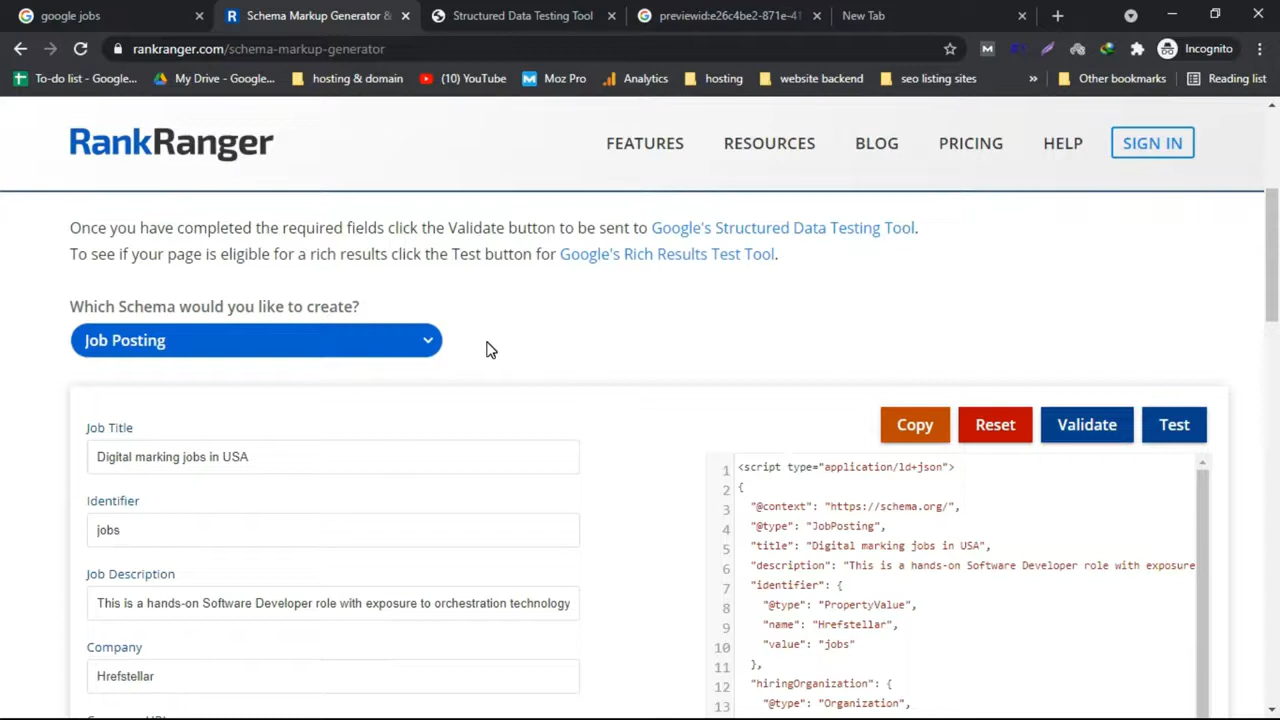 google jobs
Schema Markup Generator &
Structured Data Testing Tool
previewid:e26c4be2-871e-41
New Tab
rankranger.com/schema-markup-generator
Incognito
To-do list - Google...
My Drive - Google...
hosting & domain
(10) YouTube
Moz Pro
Analytics
hosting
website backend
seo listing sites
»
Other bookmarks
Reading list
RankRanger
FEATURES
RESOURCES
BLOG
PRICING
HELP
SIGN IN
Once you have completed the required fields click the Validate button to be sent to Google's Structured Data Testing Tool.
To see if your page is eligible for a rich results click the Test button for Google's Rich Results Test Tool.
Which Schema would you like to create?
Job Posting
Job Title
Digital marking jobs in USA
Identifier
jobs
Job Description
This is a hands-on Software Developer role with exposure to orchestration technology
Company
Hrefstellar
Copy
Reset
Validate
Test
1 <script type="application/ld+json">
2 {
3 "@context": "https://schema.org/",
4 "@type": "JobPosting",
5 "title": "Digital marking jobs in USA",
6 "description": "This is a hands-on Software Developer role with exposure
7 "identifier": {
8 "@type": "PropertyValue",
9 "name": "Hrefstellar",
10 "value": "jobs"
11 },
12 "hiringOrganization": {
13 "@type": "Organization",